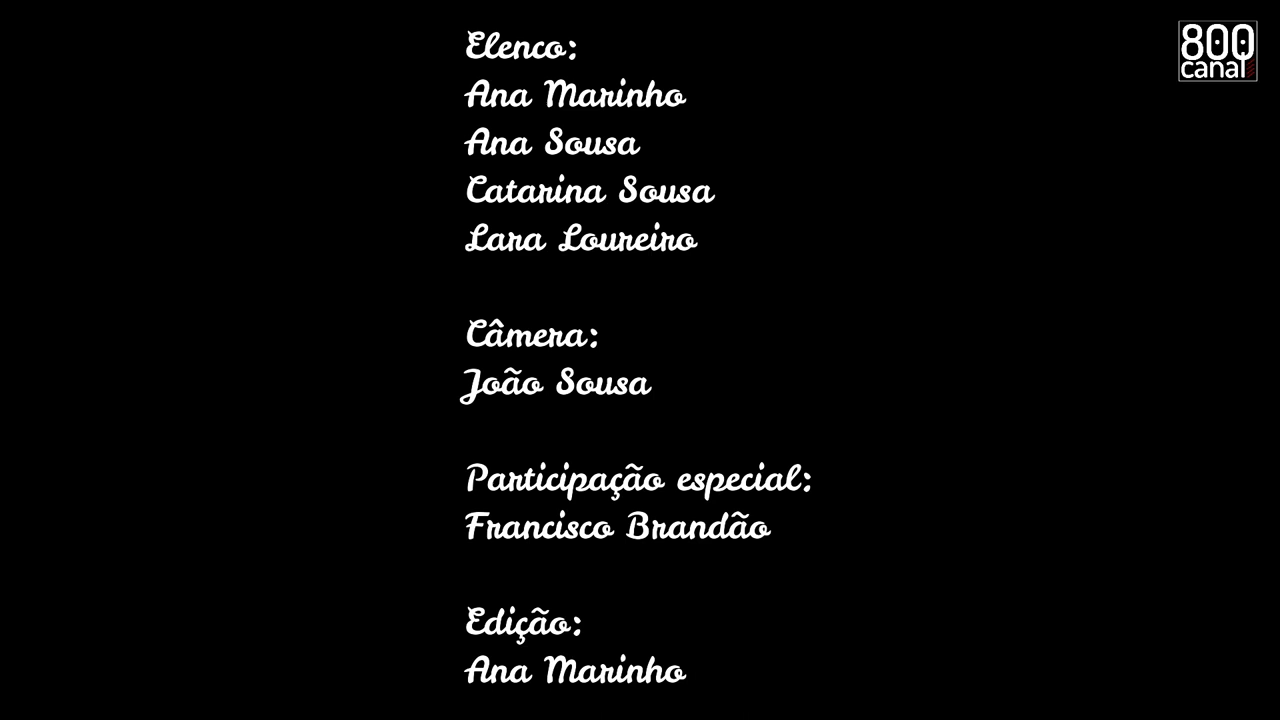 Elenco:
Ana Marinho
Ana Sousa
Catarina Sousa
Lara Loureiro
Câmera:
João Sousa
Participação especial:
Francisco Brandão
Edição:
Ana Marinho
800
canal